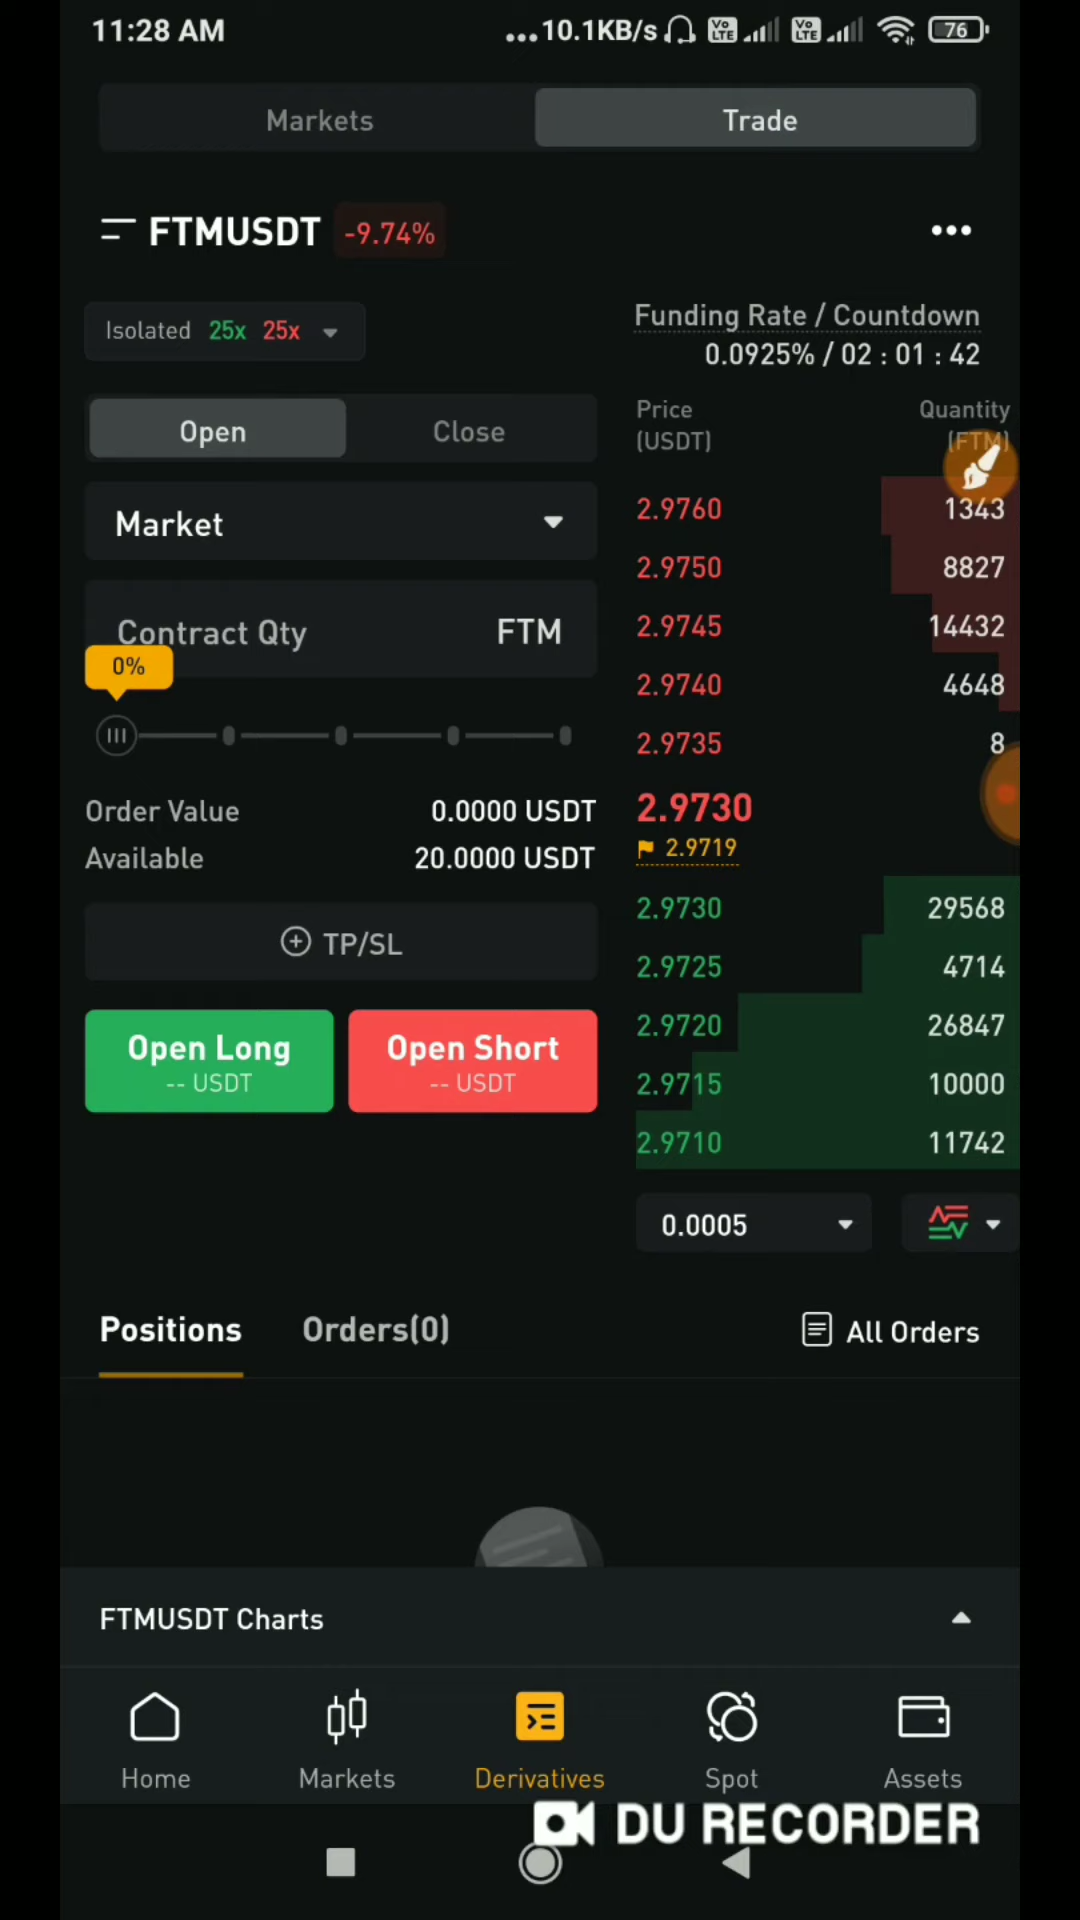 11:28 AM
...10.1KB/s
Vo LTE
Vo LTE
76
Markets
Trade
FTMUSDT -9.74%
Isolated 25x 25x
Funding Rate / Countdown
0.0925% / 02 : 01 : 42
Open
Close
Price
(USDT)
Quantity
(FTM)
Market
Contract Qty
FTM
0%
2.9760 1343
2.9750 8827
2.9745 14432
2.9740 4648
2.9735 8
2.9730
2.9719
2.9730 29568
2.9725 4714
2.9720 26847
2.9715 10000
2.9710 11742
0.0005
Order Value 0.0000 USDT
Available 20.0000 USDT
TP/SL
Open Long
-- USDT
Open Short
-- USDT
Positions
Orders(0)
All Orders
FTMUSDT Charts
Home
Markets
Derivatives
Spot
Assets
DU RECORDER